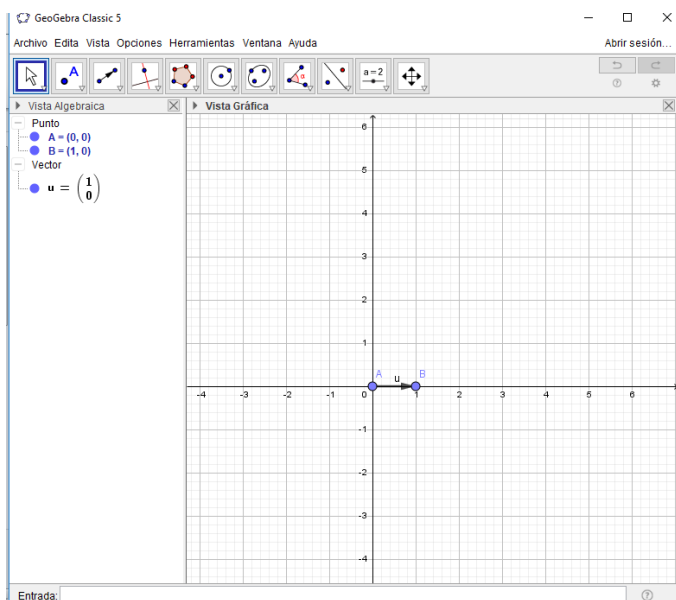 GeoGebra Classic 5
Archivo Edita Vista Opciones Herramientas Ventana Ayuda Abrir sesión...
A α a = 2
Vista Algebraica Vista Gráfica
Punto
A = (0, 0)
B = (1, 0)
Vector
u = (1 0)
6
5
4
3
2
1
A u B
-4 -3 -2 -1 0 1 2 3 4 5 6
-1
-2
-3
-4
Entrada: